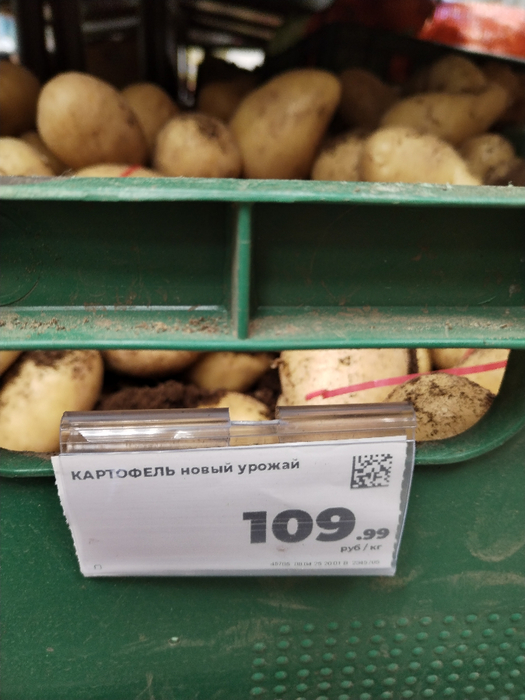 КАРТОФЕЛЬ новый урожай
109.99
руб/кг